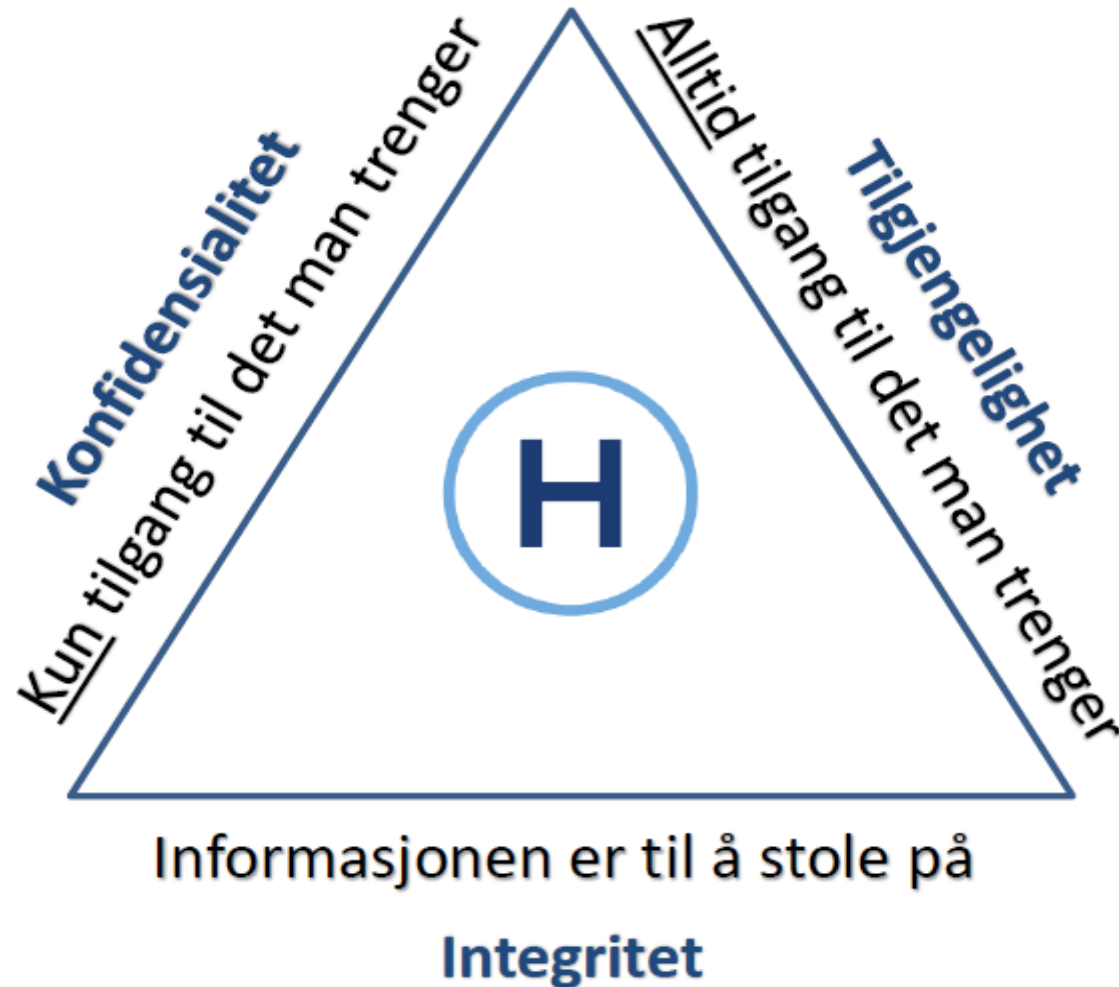 Konfidensialitet
Kun tilgang til det man trenger
Alltid tilgang til det man trenger
Tilgjengelighet
H
Informasjonen er til å stole på
Integritet